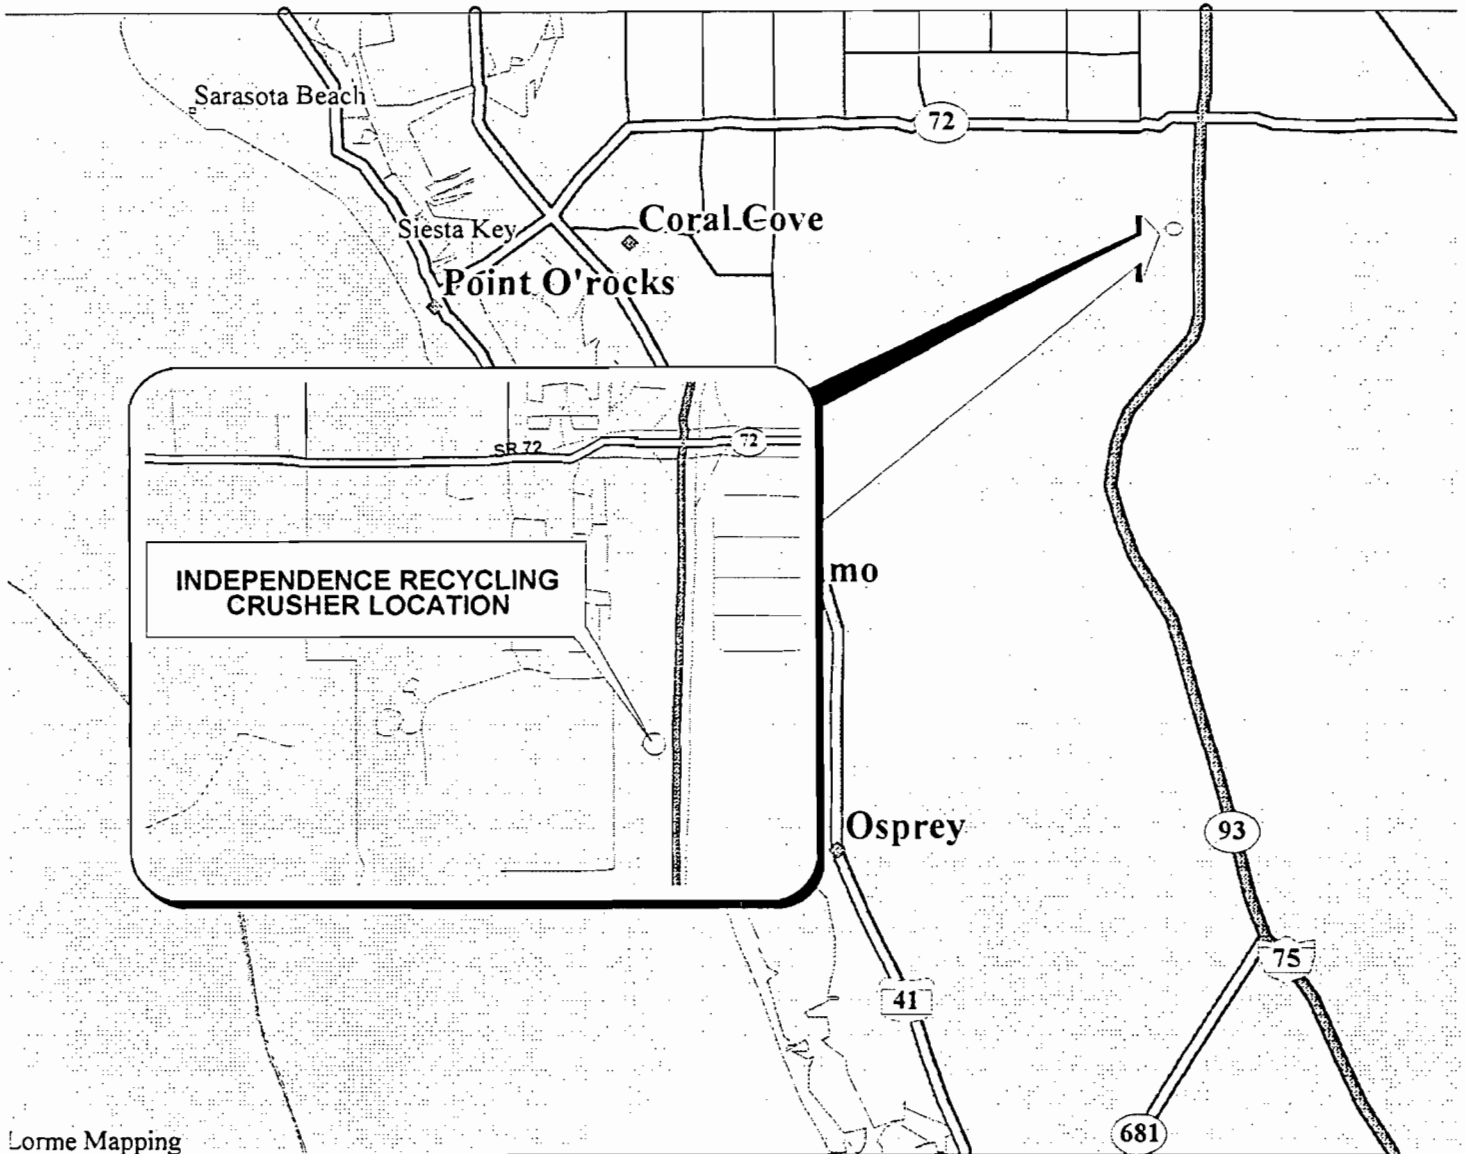 Sarasota Beach
72
Siesta Key
Coral Cove
Point O'rocks
SR 72
72
INDEPENDENCE RECYCLING
CRUSHER LOCATION
mo
Osprey
93
75
41
681
Lorme Mapping